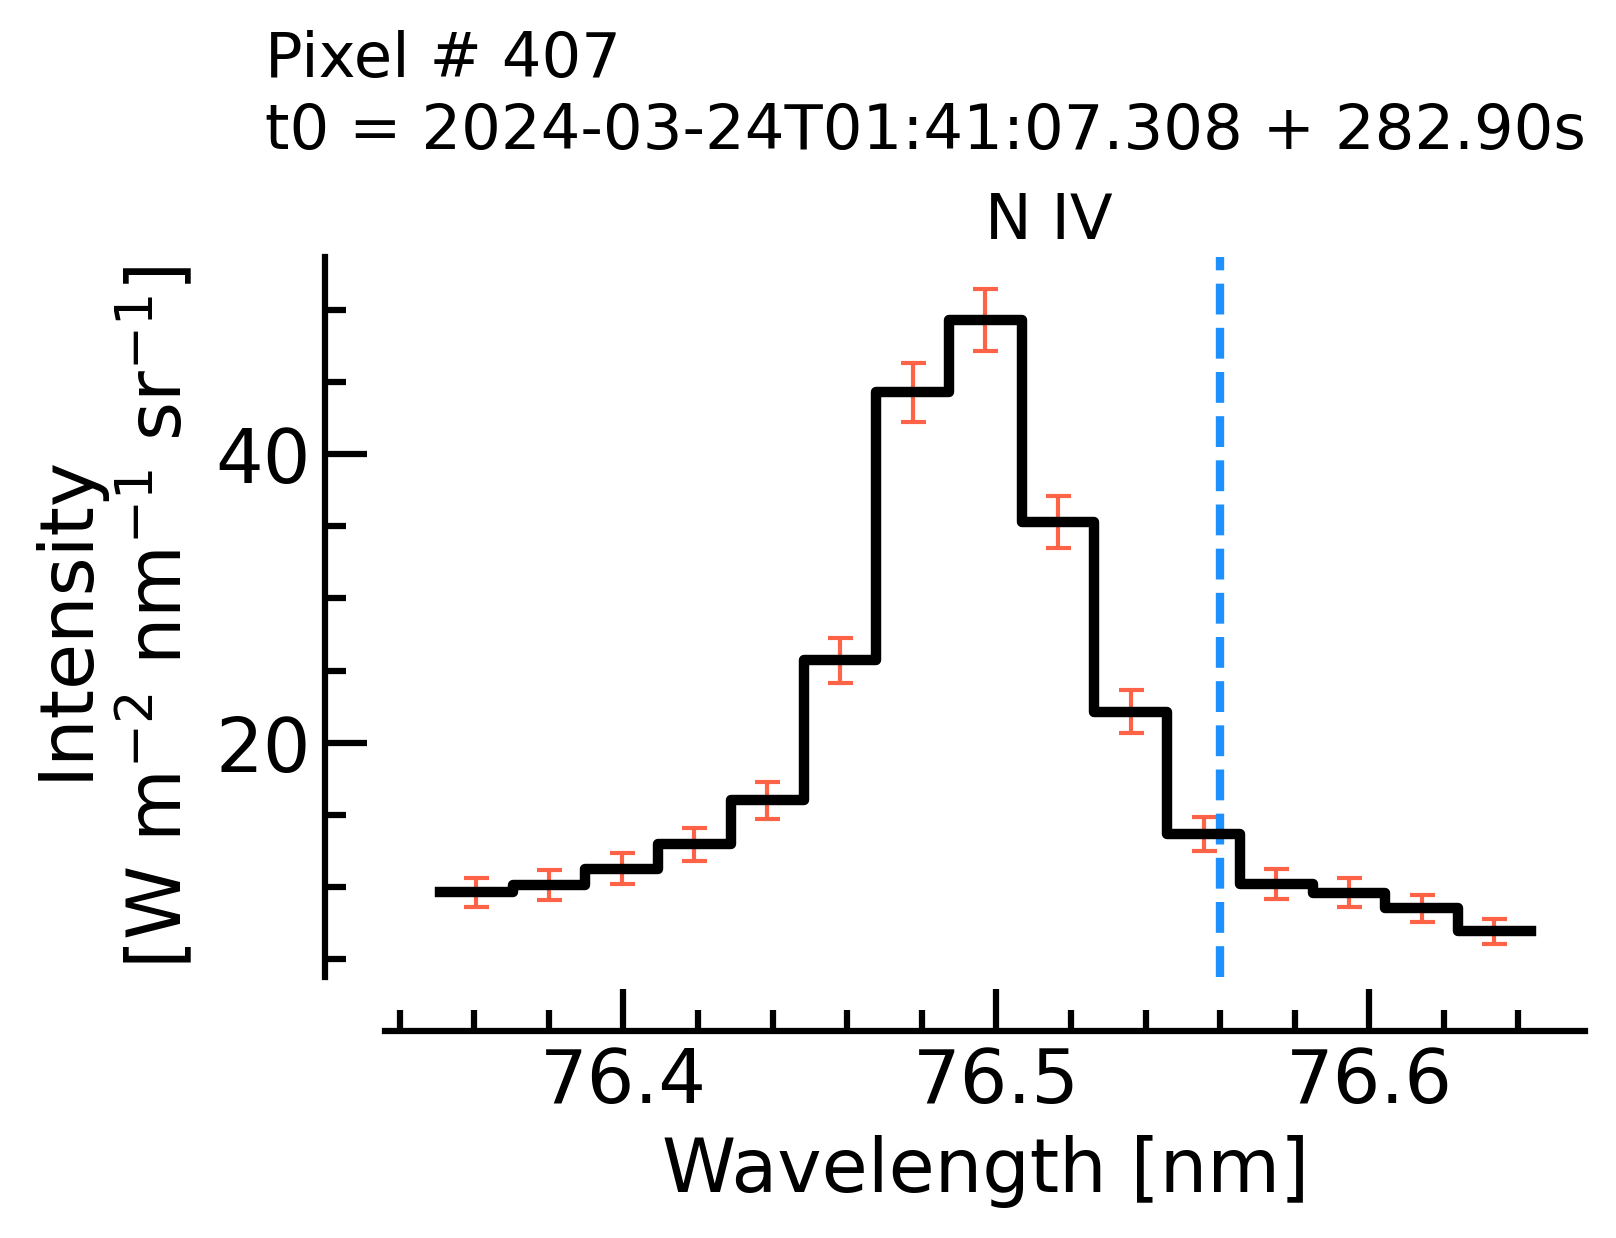 Pixel # 407
t0 = 2024-03-24T01:41:07.308 + 282.90s
N IV
Intensity
[W m⁻² nm⁻¹ sr⁻¹]
40
20
76.4 76.5 76.6
Wavelength [nm]